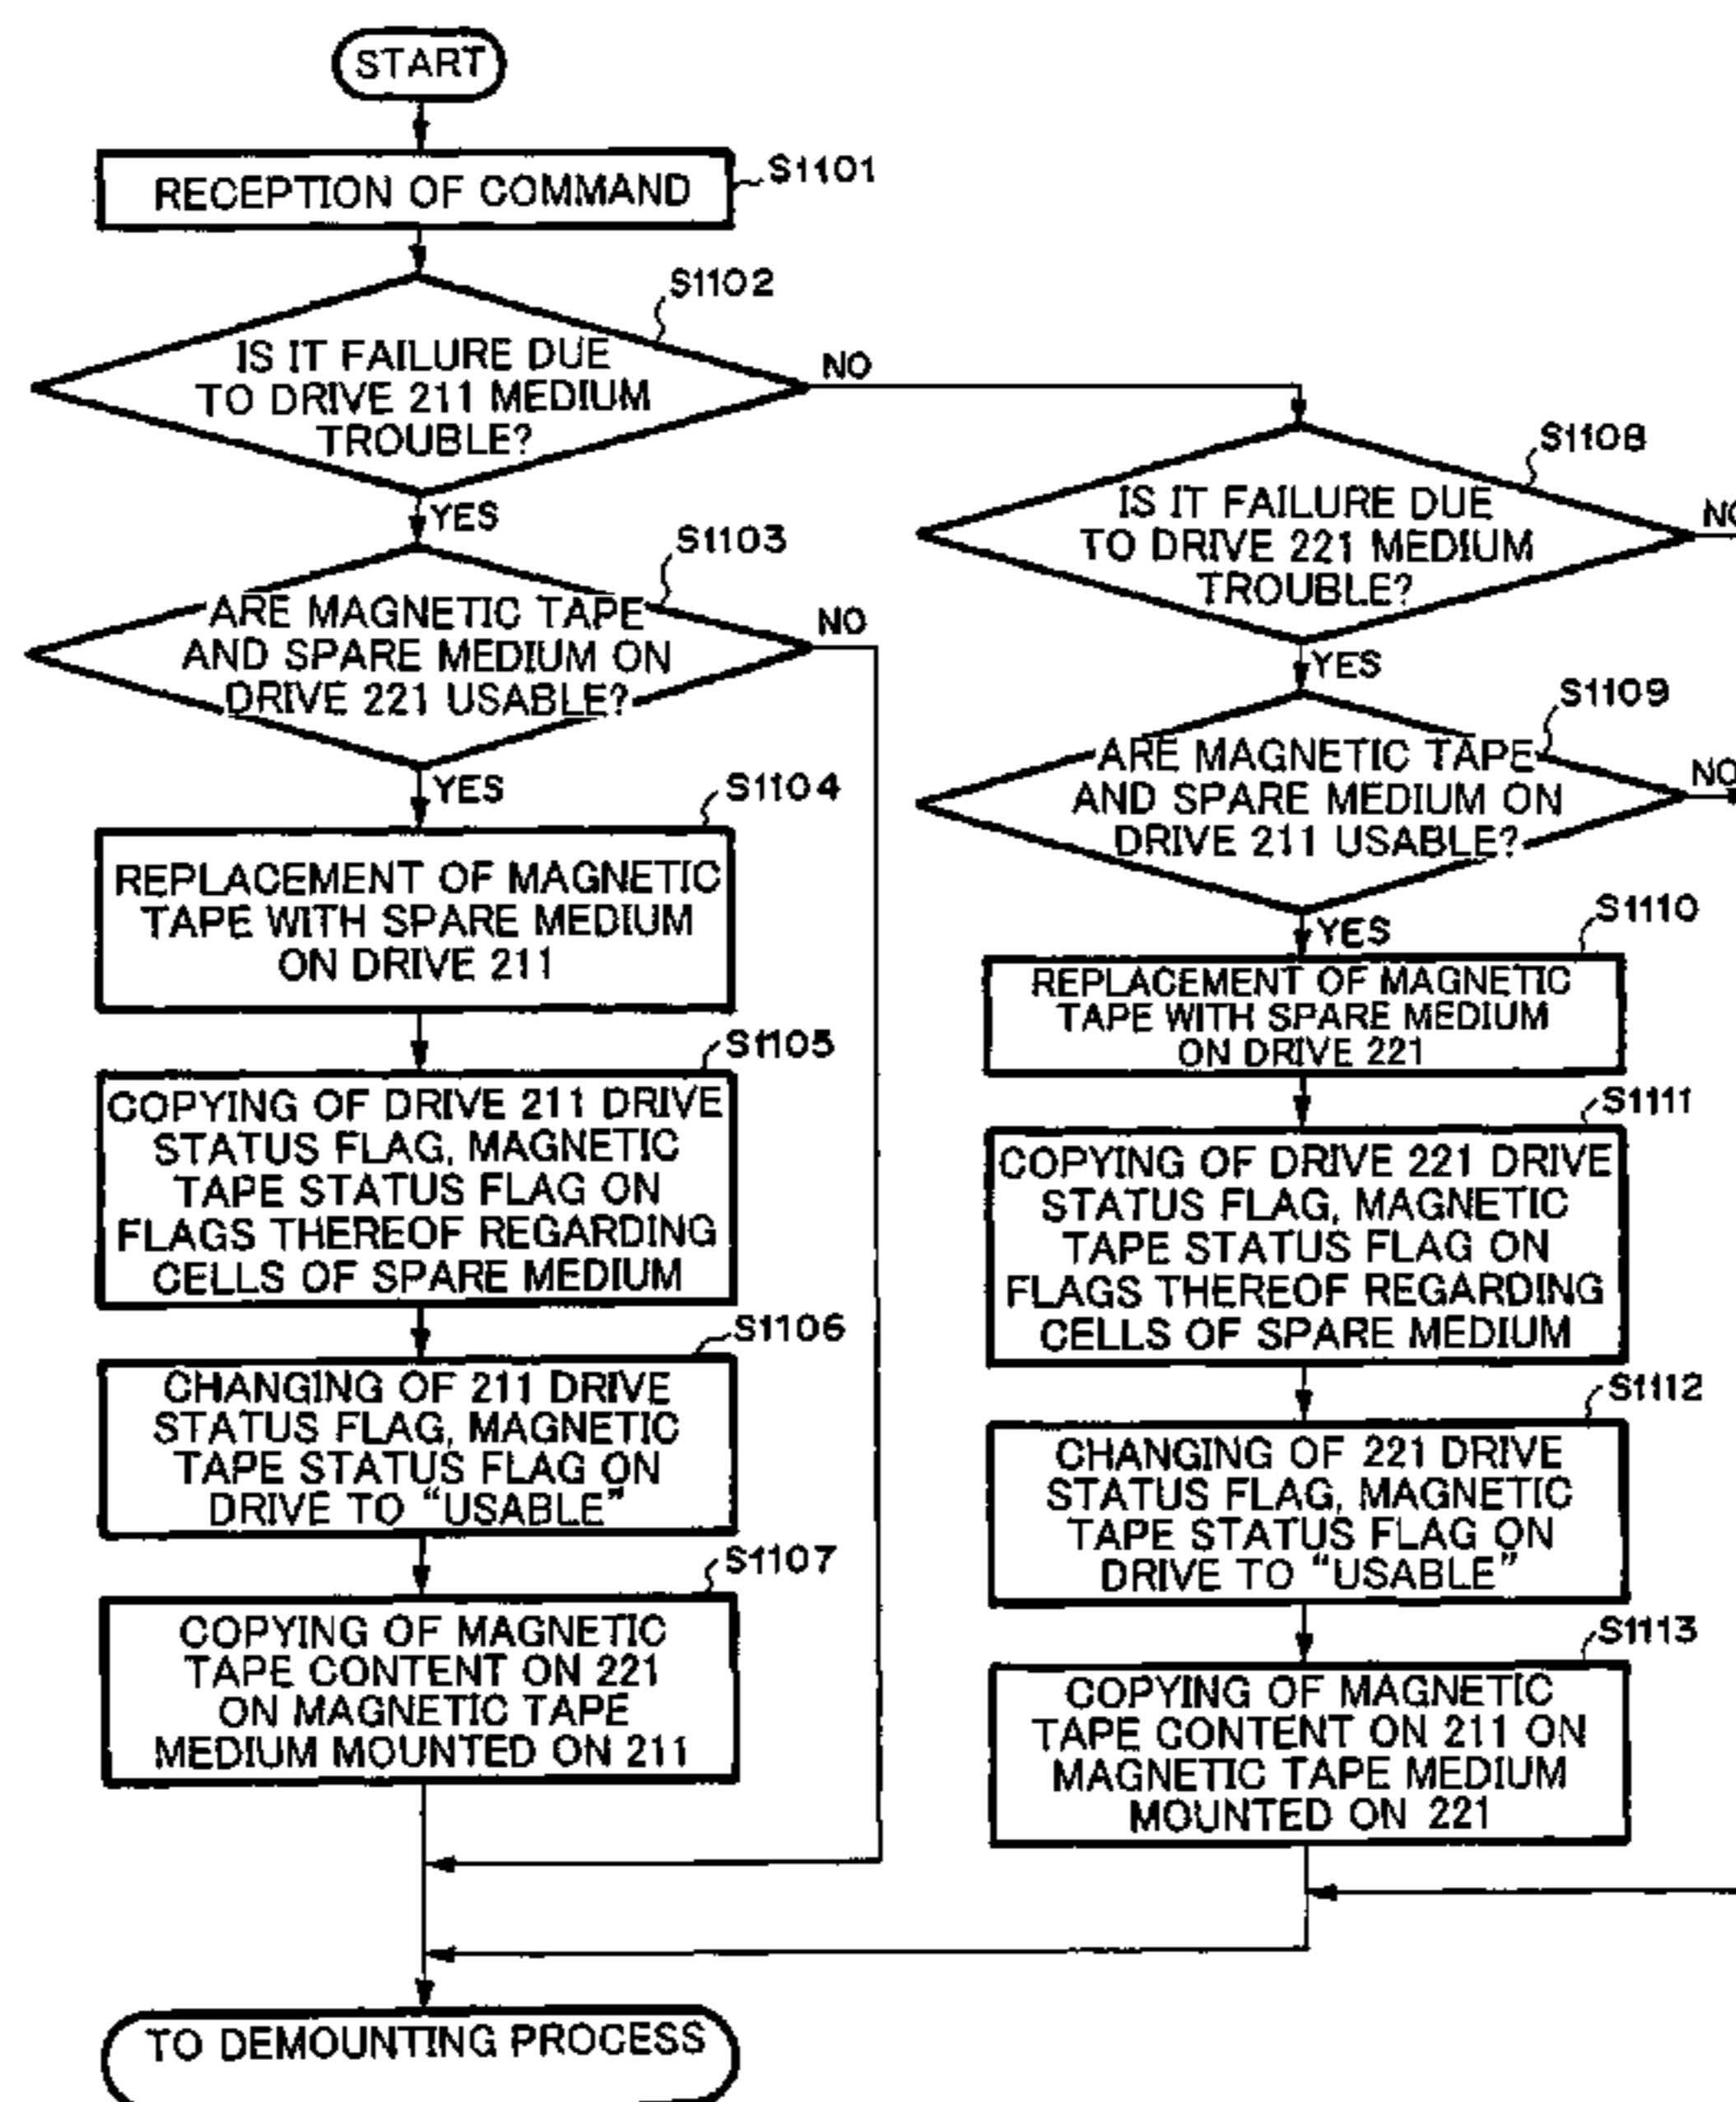 START
RECEPTION OF COMMAND
S1101
S1102
IS IT FAILURE DUE
TO DRIVE 211 MEDIUM
TROUBLE?
NO
YES
S1103
ARE MAGNETIC TAPE
AND SPARE MEDIUM ON
DRIVE 221 USABLE?
NO
YES
S1104
REPLACEMENT OF MAGNETIC
TAPE WITH SPARE MEDIUM
ON DRIVE 211
S1105
COPYING OF DRIVE 211 DRIVE
STATUS FLAG, MAGNETIC
TAPE STATUS FLAG ON
FLAGS THEREOF REGARDING
CELLS OF SPARE MEDIUM
S1106
CHANGING OF 211 DRIVE
STATUS FLAG, MAGNETIC
TAPE STATUS FLAG ON
DRIVE TO “USABLE”
S1107
COPYING OF MAGNETIC
TAPE CONTENT ON 221
ON MAGNETIC TAPE
MEDIUM MOUNTED ON 211
S1108
IS IT FAILURE DUE
TO DRIVE 221 MEDIUM
TROUBLE?
NO
YES
S1109
ARE MAGNETIC TAPE
AND SPARE MEDIUM ON
DRIVE 211 USABLE?
NO
YES
S1110
REPLACEMENT OF MAGNETIC
TAPE WITH SPARE MEDIUM
ON DRIVE 221
S1111
COPYING OF DRIVE 221 DRIVE
STATUS FLAG, MAGNETIC
TAPE STATUS FLAG ON
FLAGS THEREOF REGARDING
CELLS OF SPARE MEDIUM
S1112
CHANGING OF 221 DRIVE
STATUS FLAG, MAGNETIC
TAPE STATUS FLAG ON
DRIVE TO “USABLE”
S1113
COPYING OF MAGNETIC
TAPE CONTENT ON 211 ON
MAGNETIC TAPE MEDIUM
MOUNTED ON 221
TO DEMOUNTING PROCESS